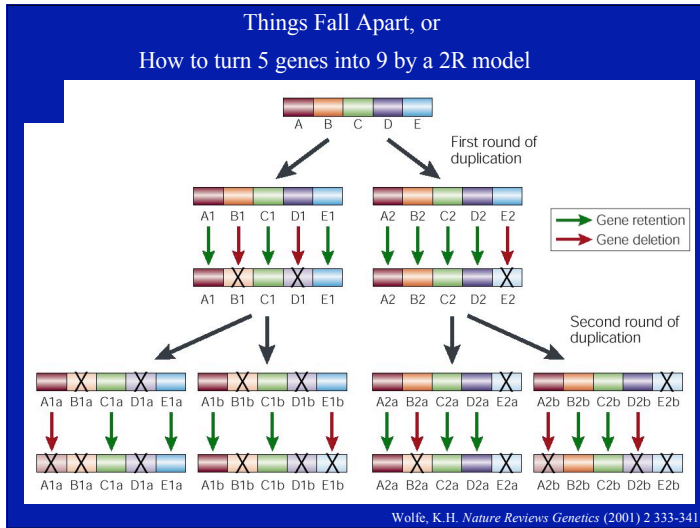 Things Fall Apart, or
How to turn 5 genes into 9 by a 2R model
A B C D E
First round of
duplication
A1 B1 C1 D1 E1 A2 B2 C2 D2 E2
Gene retention
Gene deletion
X X X
A1 B1 C1 D1 E1 A2 B2 C2 D2 E2
Second round of
duplication
X X X X X X
A1a B1a C1a D1a E1a A1b B1b C1b D1b E1b A2a B2a C2a D2a E2a A2b B2b C2b D2b E2b
X X X X X X X X X X X
A1a B1a C1a D1a E1a A1b B1b C1b D1b E1b A2a B2a C2a D2a E2a A2b B2b C2b D2b E2b
Wolfe, K.H. Nature Reviews Genetics (2001) 2 333-341